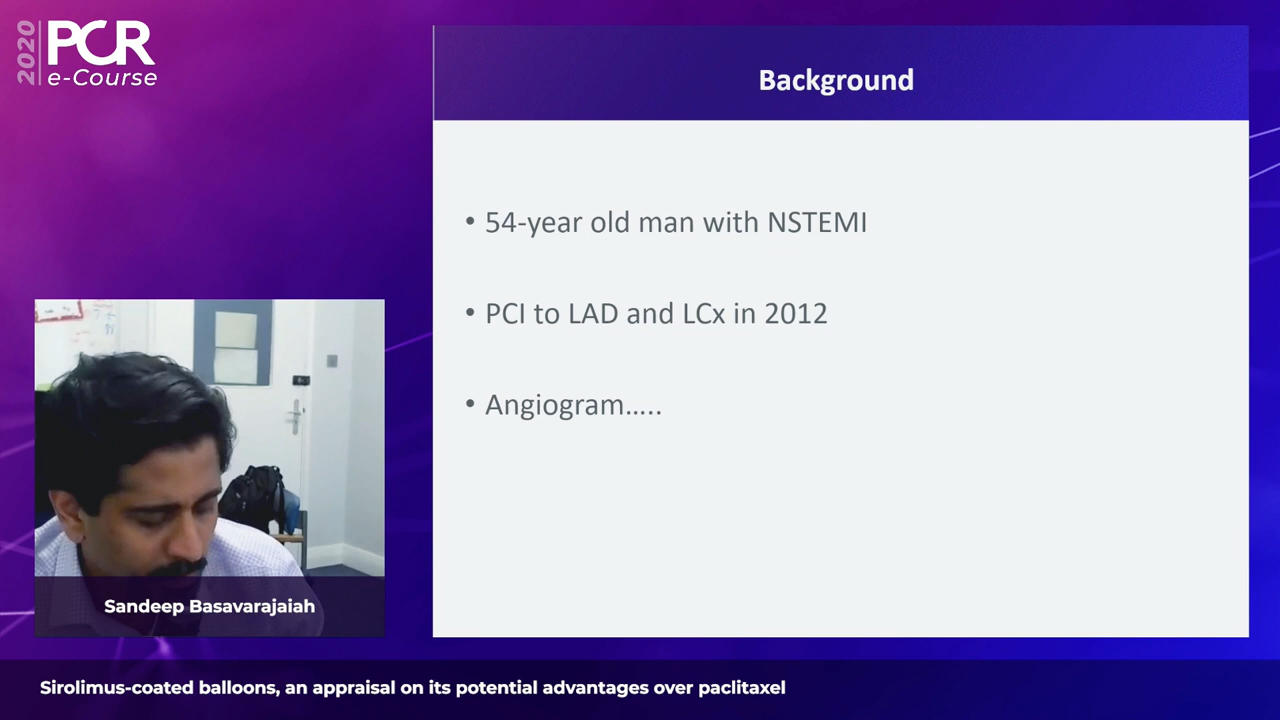 2020
PCR
e-Course
Background
• 54-year old man with NSTEMI
• PCI to LAD and LCx in 2012
• Angiogram…..
Sandeep Basavarajaiah
Sirolimus-coated balloons, an appraisal on its potential advantages over paclitaxel